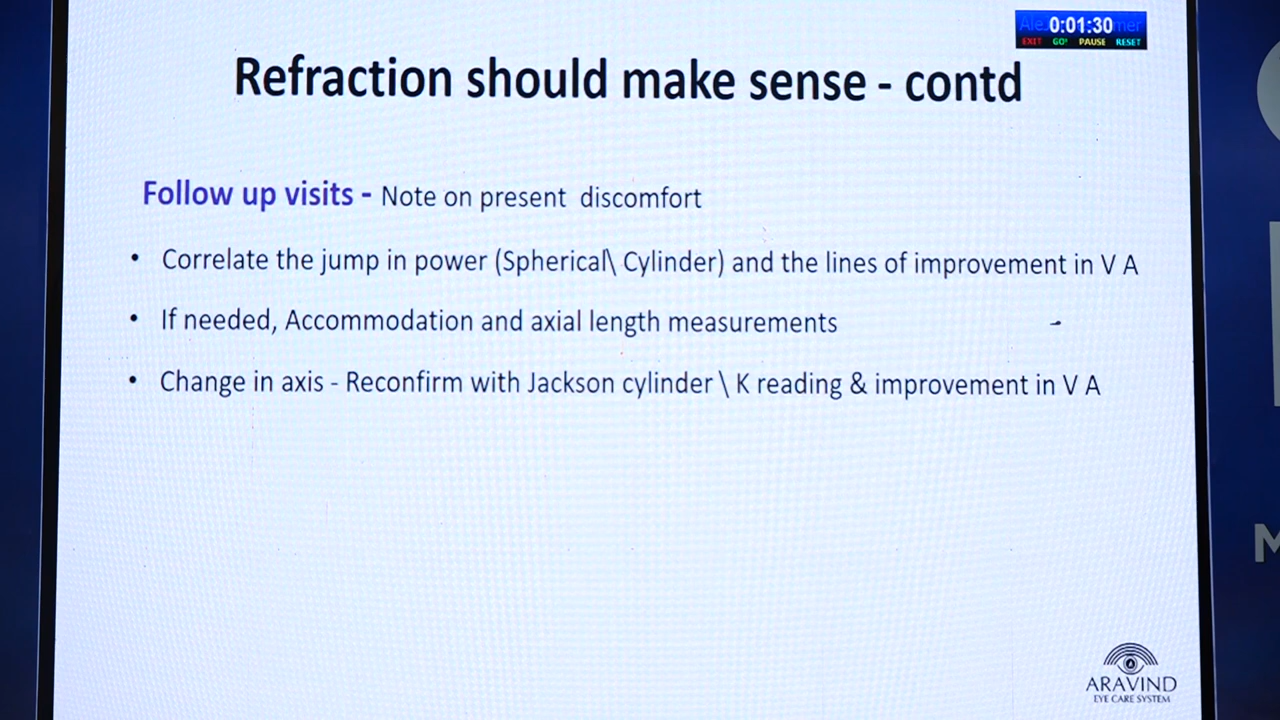 0:01:30
EXIT GO! PAUSE RESET
Refraction should make sense - contd
Follow up visits - Note on present discomfort
• Correlate the jump in power (Spherical\ Cylinder) and the lines of improvement in V A
• If needed, Accommodation and axial length measurements
• Change in axis - Reconfirm with Jackson cylinder \ K reading & improvement in V A
ARAVIND
EYE CARE SYSTEM
M